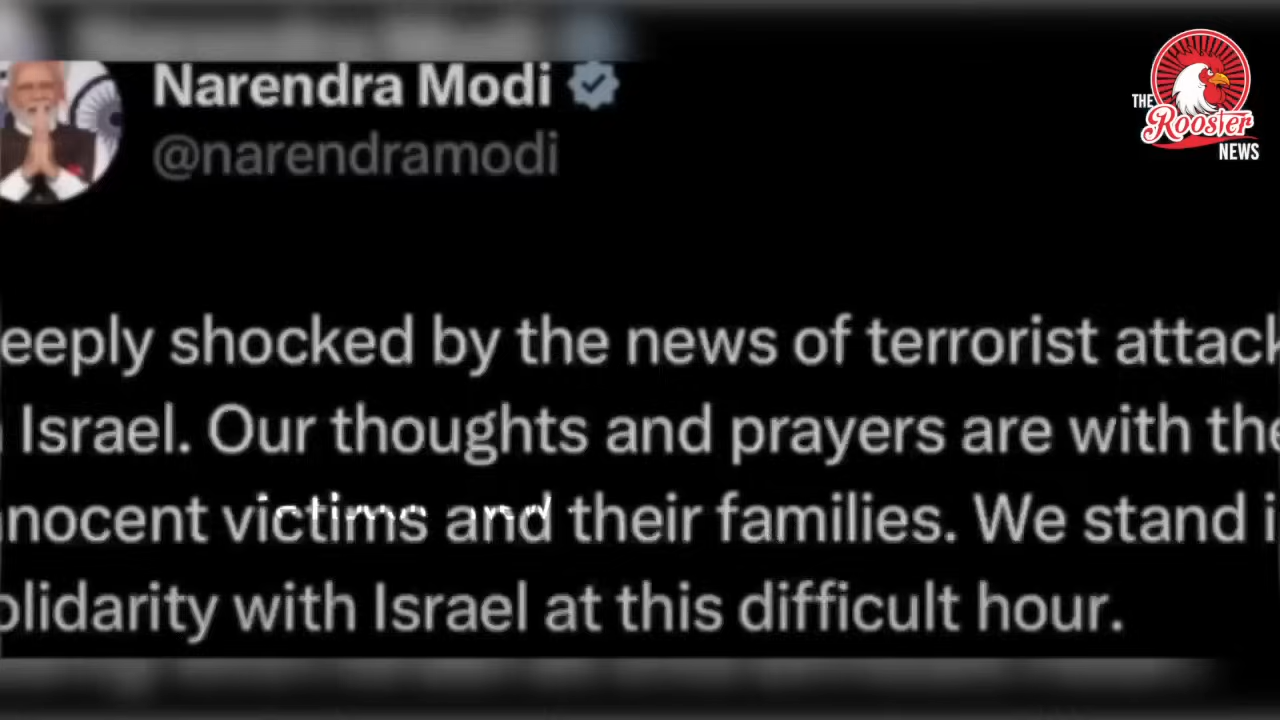 Narendra Modi
@narendramodi
THE
Rooster
NEWS
eeply shocked by the news of terrorist attack
Israel. Our thoughts and prayers are with the
nnocent victims and their families. We stand i
olidarity with Israel at this difficult hour.